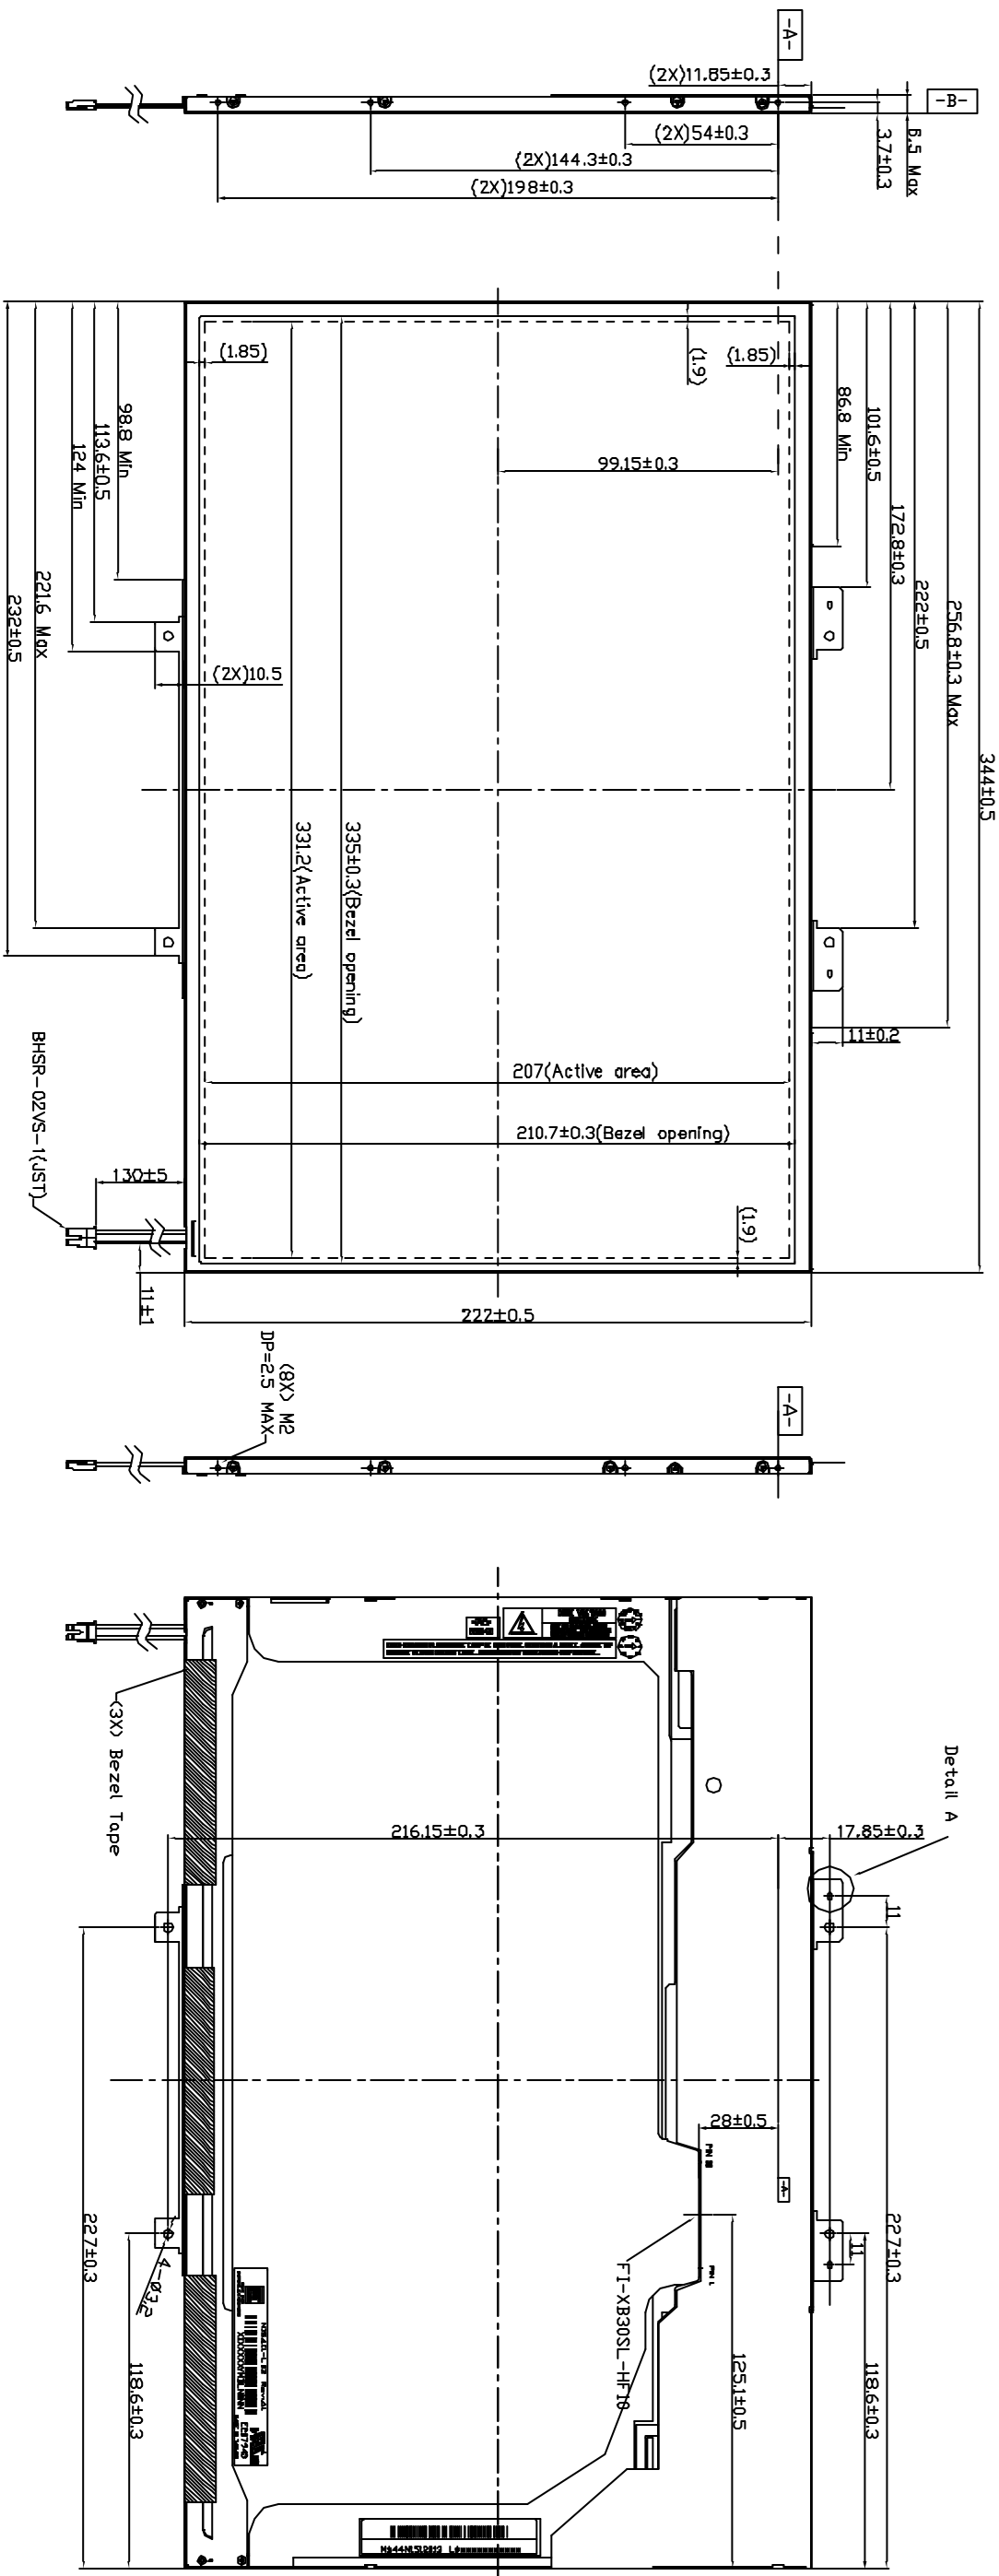 -A-
-B-
(2X)11.85±0.3
6.5 Max
3.7±0.3
(2X)54±0.3
(2X)144.3±0.3
(2X)198±0.3
344±0.5
256.8±0.3 Max
222±0.5
172.8±0.3
101.6±0.5
86.8 Min
(1.85)
(1.9)
(1.85)
99.15±0.3
98.8 Min
113.6±0.5
124 Min
221.6 Max
232±0.5
(2X)10.5
331.2(Active area)
335±0.3(Bezel opening)
11±0.2
207(Active area)
210.7±0.3(Bezel opening)
(1.9)
BHSR-02VS-1(JST)
130±5
11±1
222±0.5
-A-
(8X) M2
DP=2.5 MAX
(3X) Bezel Tape
Detail A
216.15±0.3
17.85±0.3
11
28±0.5
-A-
PIN 1
11
227±0.3
227±0.3
4-Ø3.2
FI-XB30SL-HF10
125.1±0.5
118.6±0.3
118.6±0.3